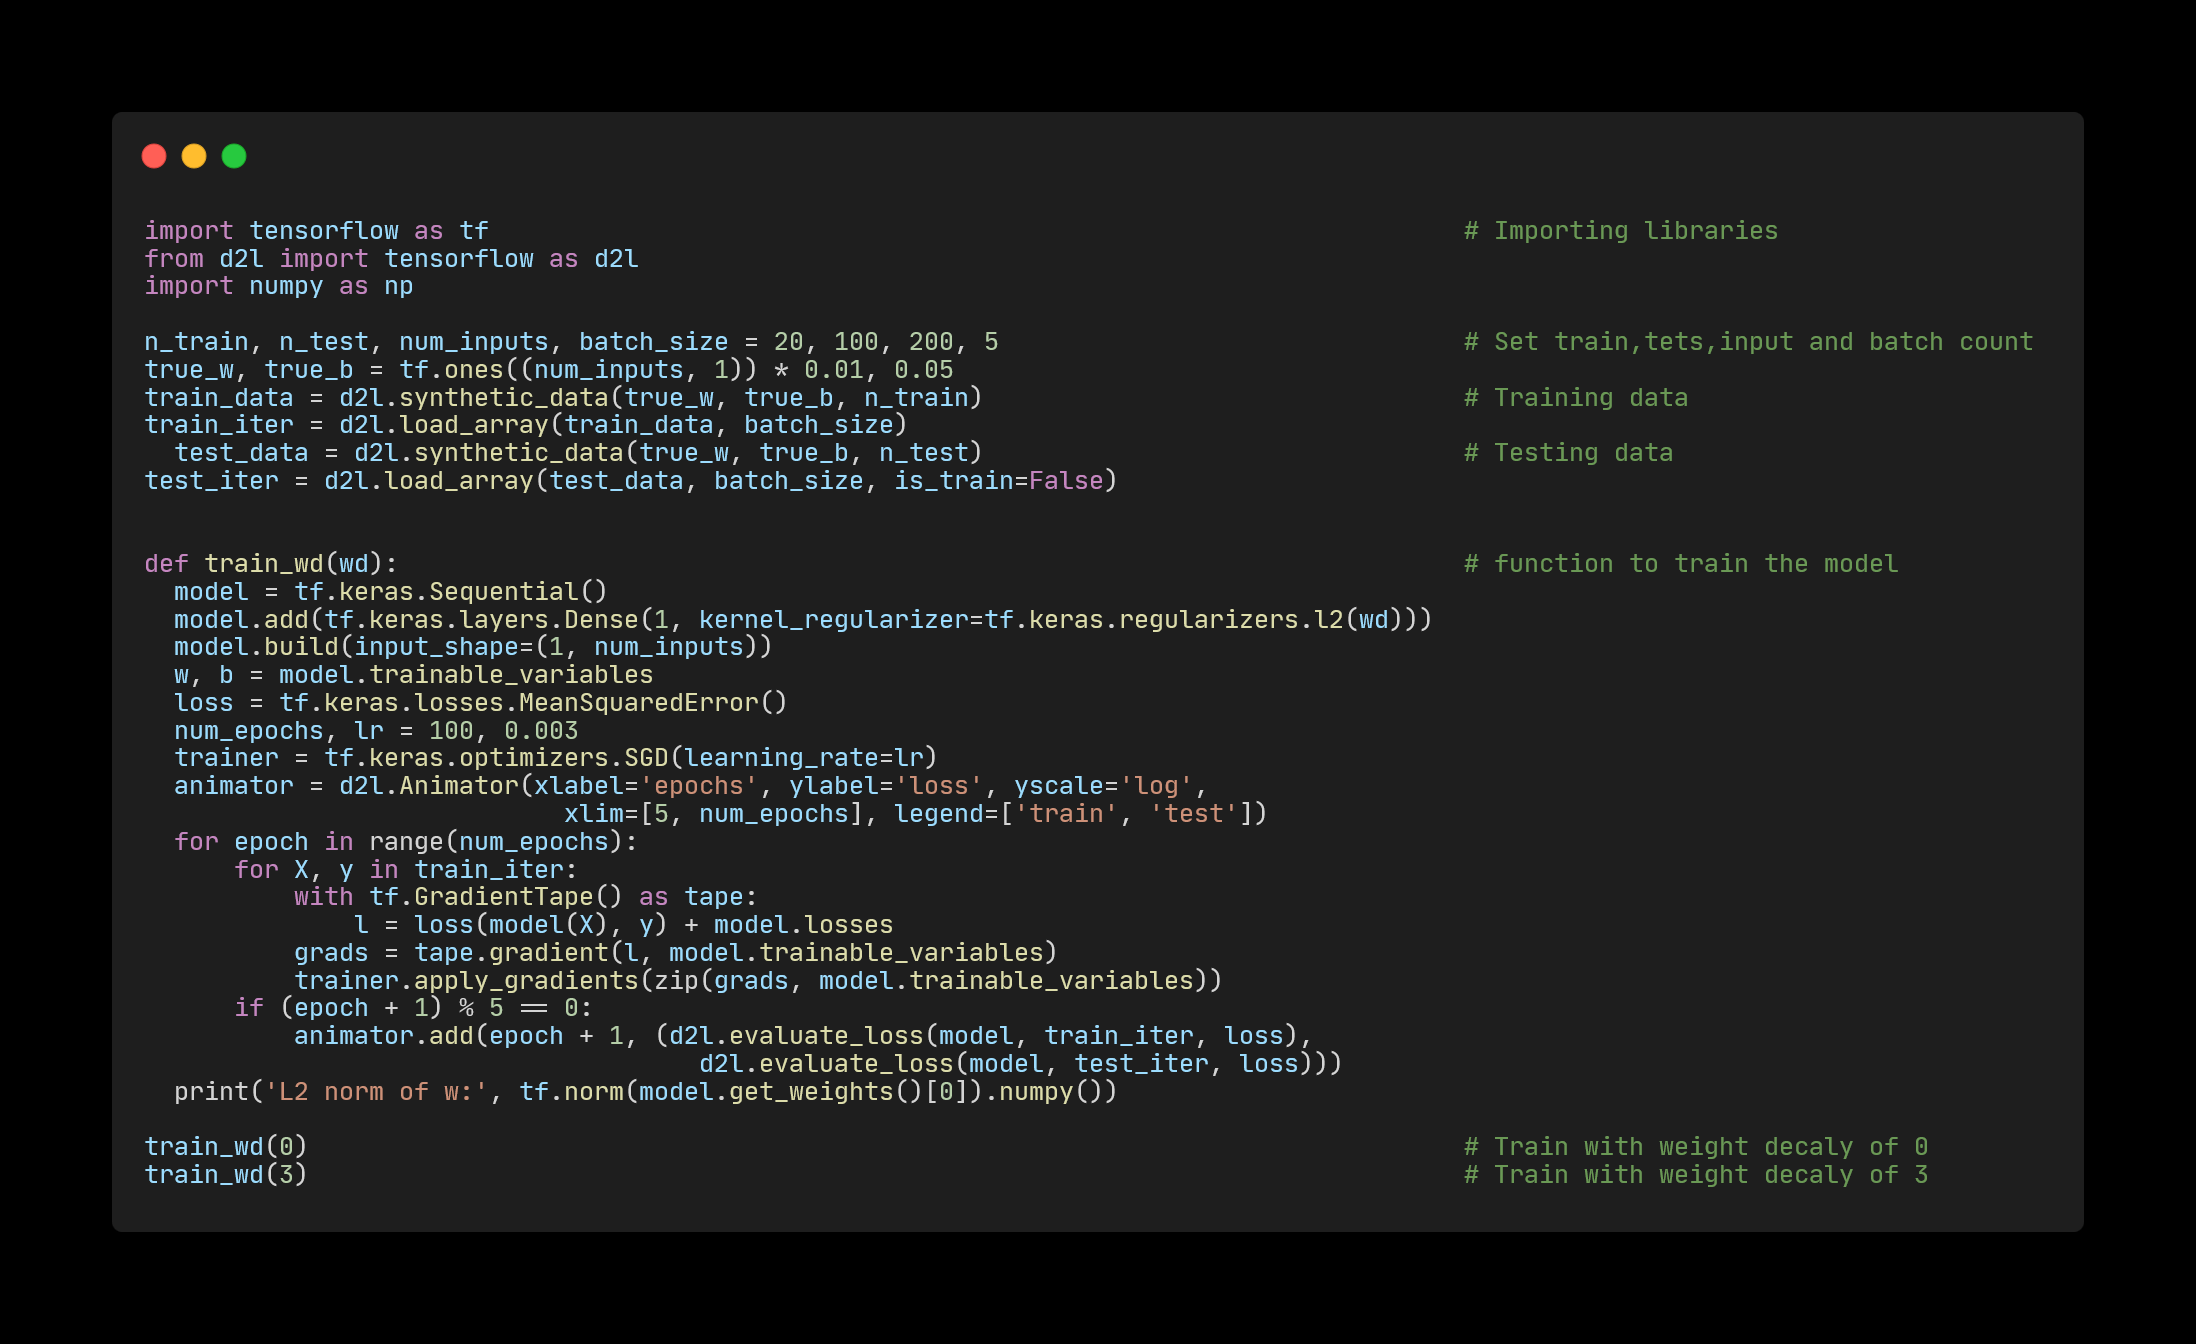 import tensorflow as tf                                                                 # Importing libraries
from d2l import tensorflow as d2l
import numpy as np

n_train, n_test, num_inputs, batch_size = 20, 100, 200, 5                               # Set train,tets,input and batch count
true_w, true_b = tf.ones((num_inputs, 1)) * 0.01, 0.05
train_data = d2l.synthetic_data(true_w, true_b, n_train)                                # Training data
train_iter = d2l.load_array(train_data, batch_size)
  test_data = d2l.synthetic_data(true_w, true_b, n_test)                                # Testing data
test_iter = d2l.load_array(test_data, batch_size, is_train=False)


def train_wd(wd):                                                                       # function to train the model
  model = tf.keras.Sequential()
  model.add(tf.keras.layers.Dense(1, kernel_regularizer=tf.keras.regularizers.l2(wd)))
  model.build(input_shape=(1, num_inputs))
  w, b = model.trainable_variables
  loss = tf.keras.losses.MeanSquaredError()
  num_epochs, lr = 100, 0.003
  trainer = tf.keras.optimizers.SGD(learning_rate=lr)
  animator = d2l.Animator(xlabel='epochs', ylabel='loss', yscale='log',
                            xlim=[5, num_epochs], legend=['train', 'test'])
  for epoch in range(num_epochs):
      for X, y in train_iter:
          with tf.GradientTape() as tape:
              l = loss(model(X), y) + model.losses
          grads = tape.gradient(l, model.trainable_variables)
          trainer.apply_gradients(zip(grads, model.trainable_variables))
      if (epoch + 1) % 5 == 0:
          animator.add(epoch + 1, (d2l.evaluate_loss(model, train_iter, loss),
                                     d2l.evaluate_loss(model, test_iter, loss)))
  print('L2 norm of w:', tf.norm(model.get_weights()[0]).numpy())

train_wd(0)                                                                             # Train with weight decaly of 0
train_wd(3)                                                                             # Train with weight decaly of 3